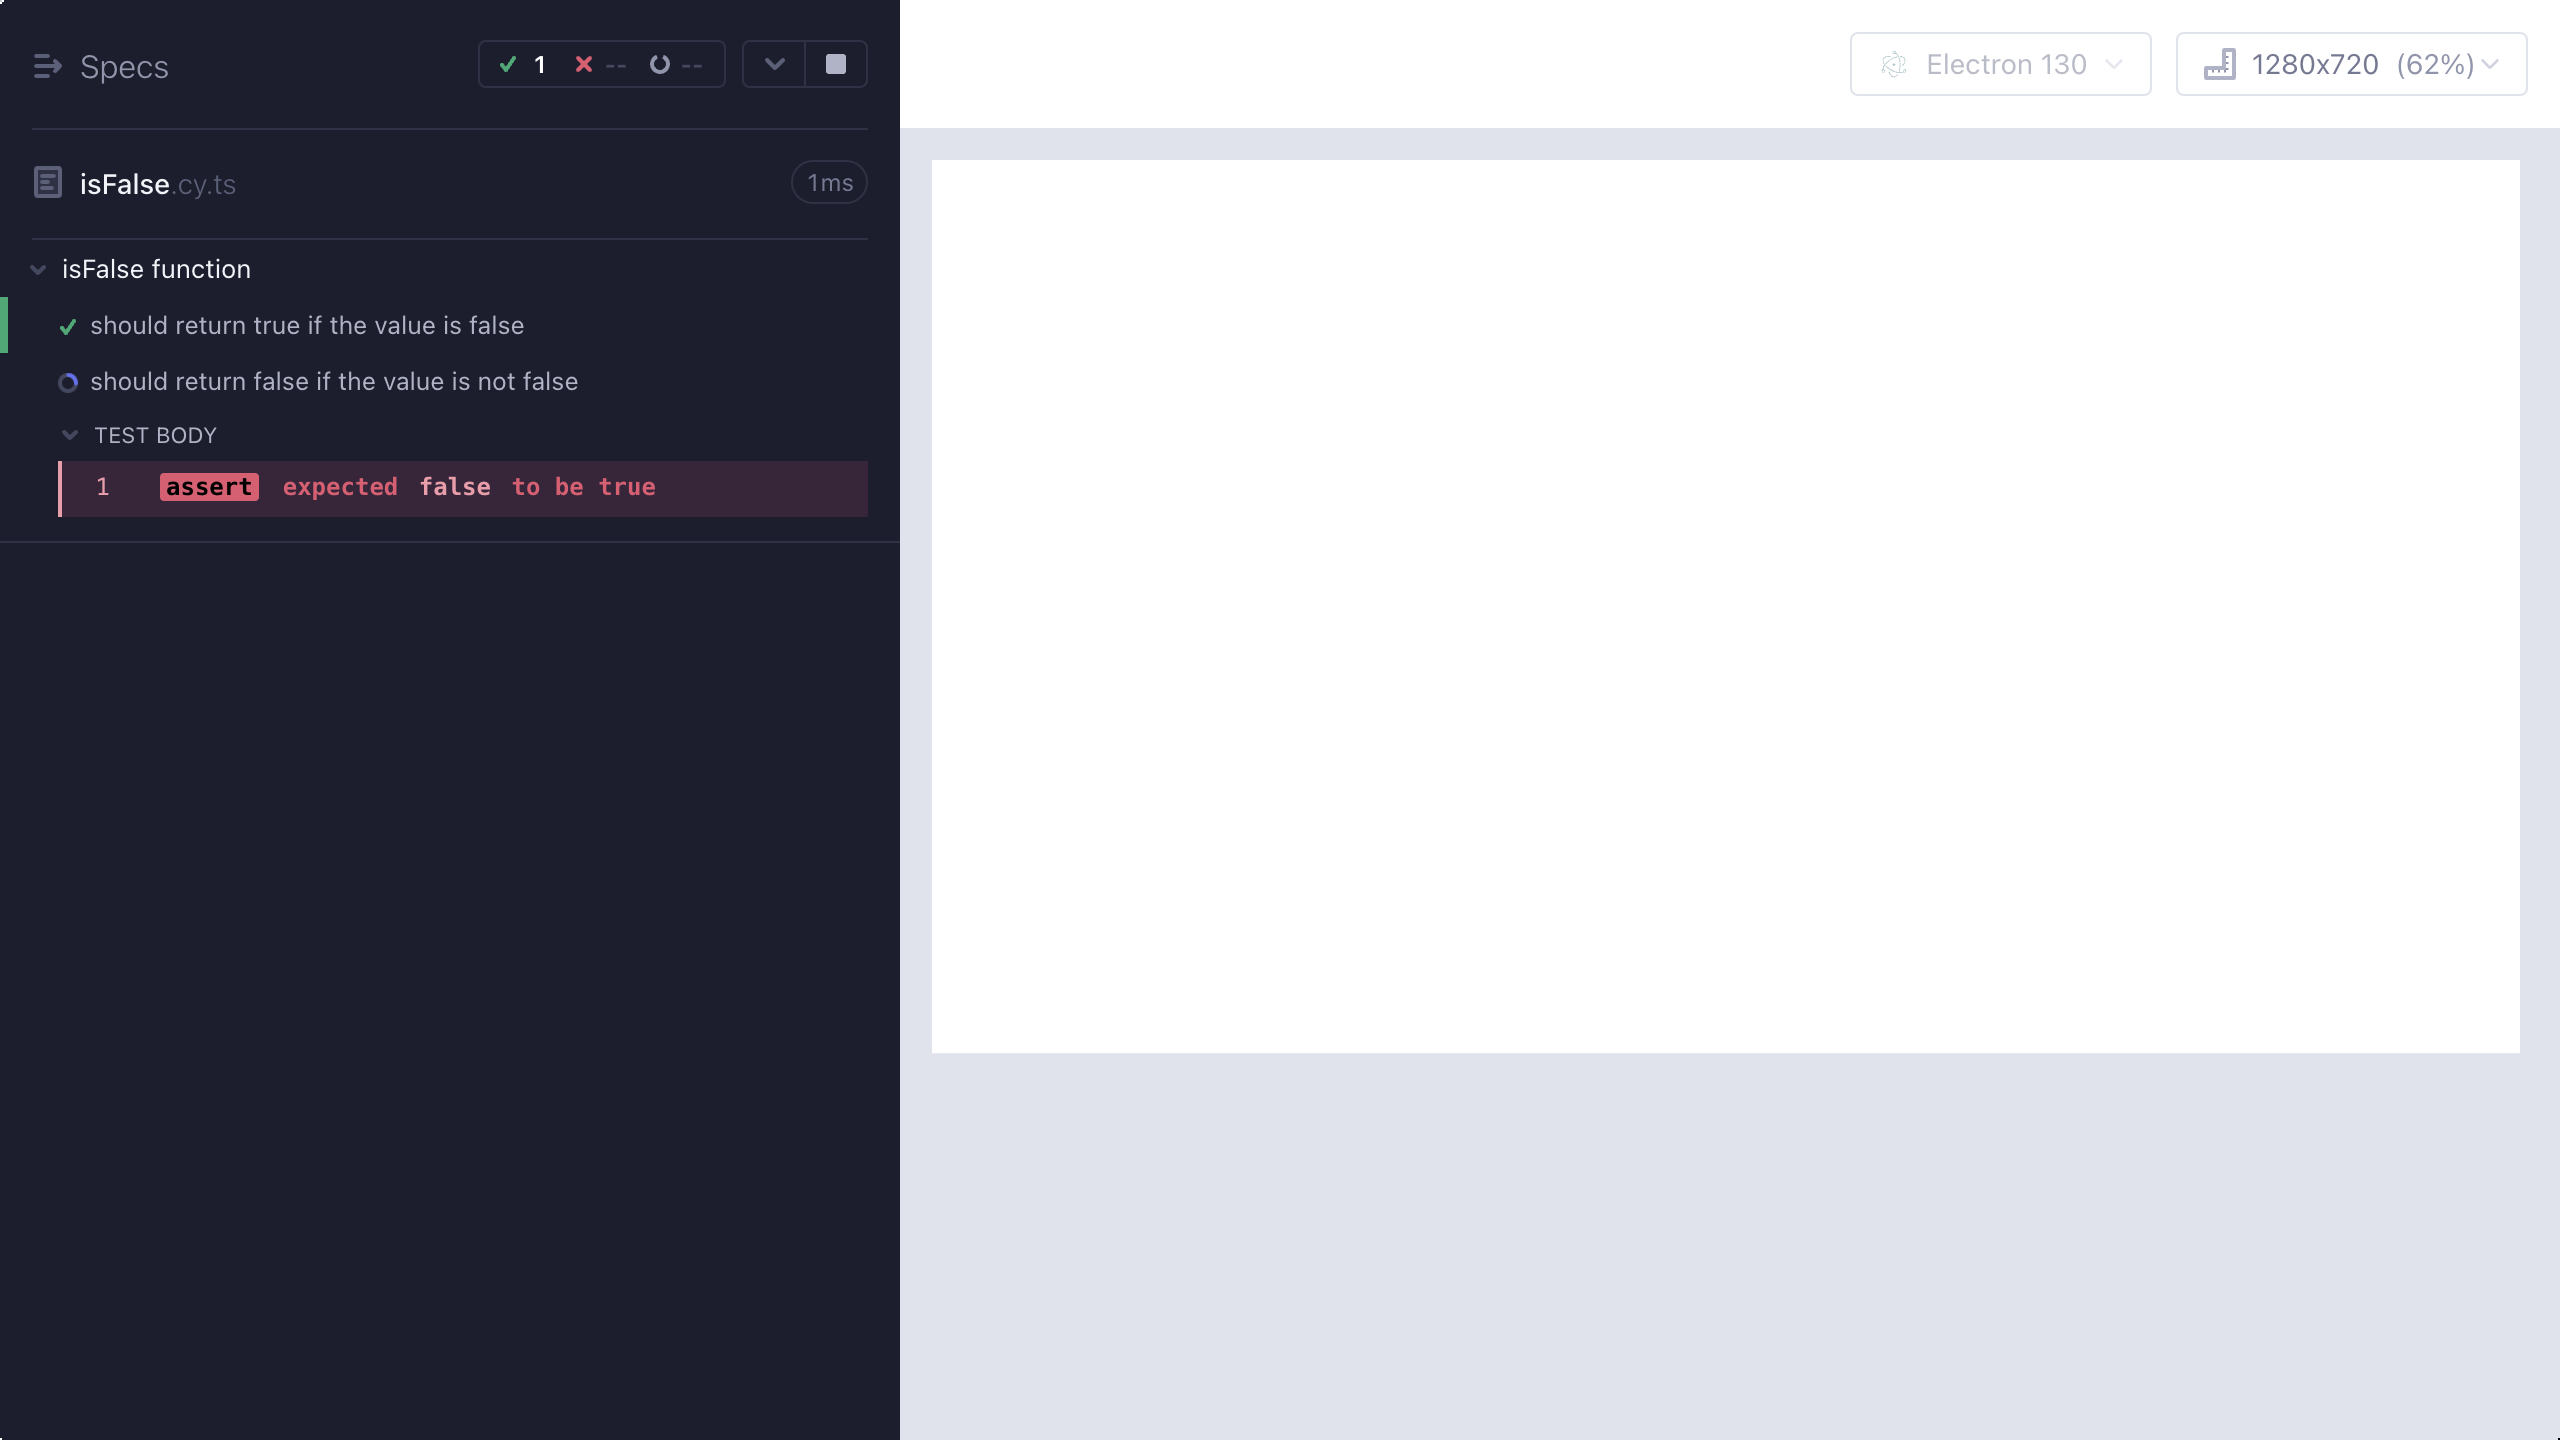 Specs
1 -- --
Electron 130
1280x720 (62%)
isFalse.cy.ts
1ms
isFalse function
should return true if the value is false
should return false if the value is not false
TEST BODY
1 assert expected false to be true